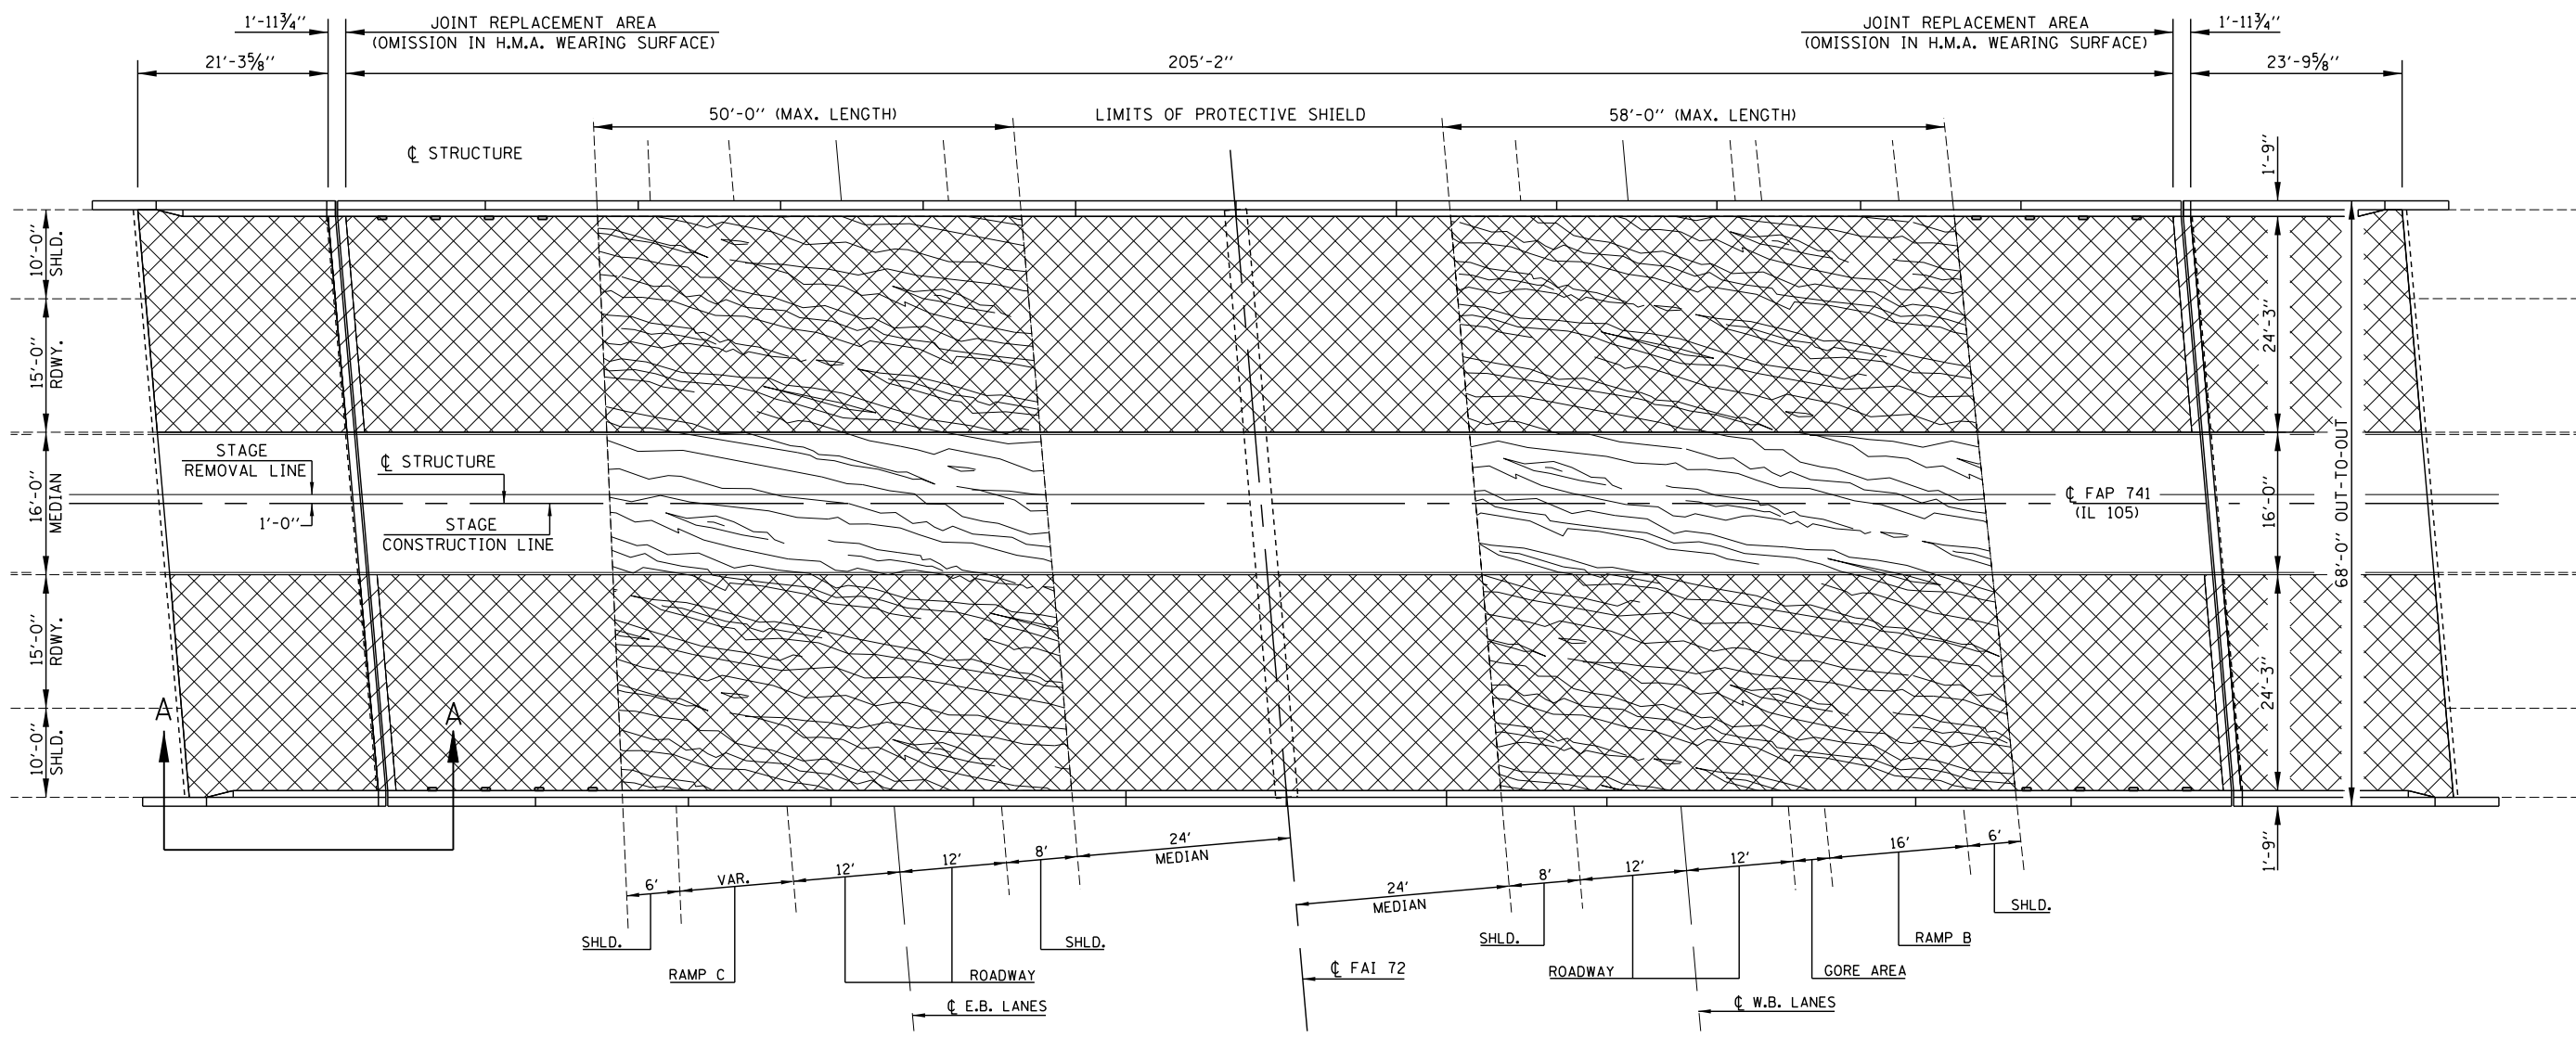 1'-11¾"
JOINT REPLACEMENT AREA
(OMISSION IN H.M.A. WEARING SURFACE)
JOINT REPLACEMENT AREA
(OMISSION IN H.M.A. WEARING SURFACE)
1'-11¾"
21'-3⅝"
205'-2"
23'-9⅝"
50'-0" (MAX. LENGTH)
LIMITS OF PROTECTIVE SHIELD
58'-0" (MAX. LENGTH)
℄ STRUCTURE
1'-9"
10'-0"
SHLD.
15'-0"
RDWY.
16'-0"
MEDIAN
15'-0"
RDWY.
10'-0"
SHLD.
STAGE
REMOVAL LINE
℄ STRUCTURE
1'-0"
STAGE
CONSTRUCTION LINE
℄ FAP 741
(IL 105)
24'-3"
16'-0"
24'-3"
68'-0" OUT-TO-OUT
1'-9"
A
A
6'
VAR.
12'
12'
8'
24'
MEDIAN
24'
MEDIAN
8'
12'
12'
16'
6'
SHLD.
RAMP C
ROADWAY
SHLD.
℄ E.B. LANES
℄ FAI 72
SHLD.
ROADWAY
℄ W.B. LANES
GORE AREA
RAMP B
SHLD.